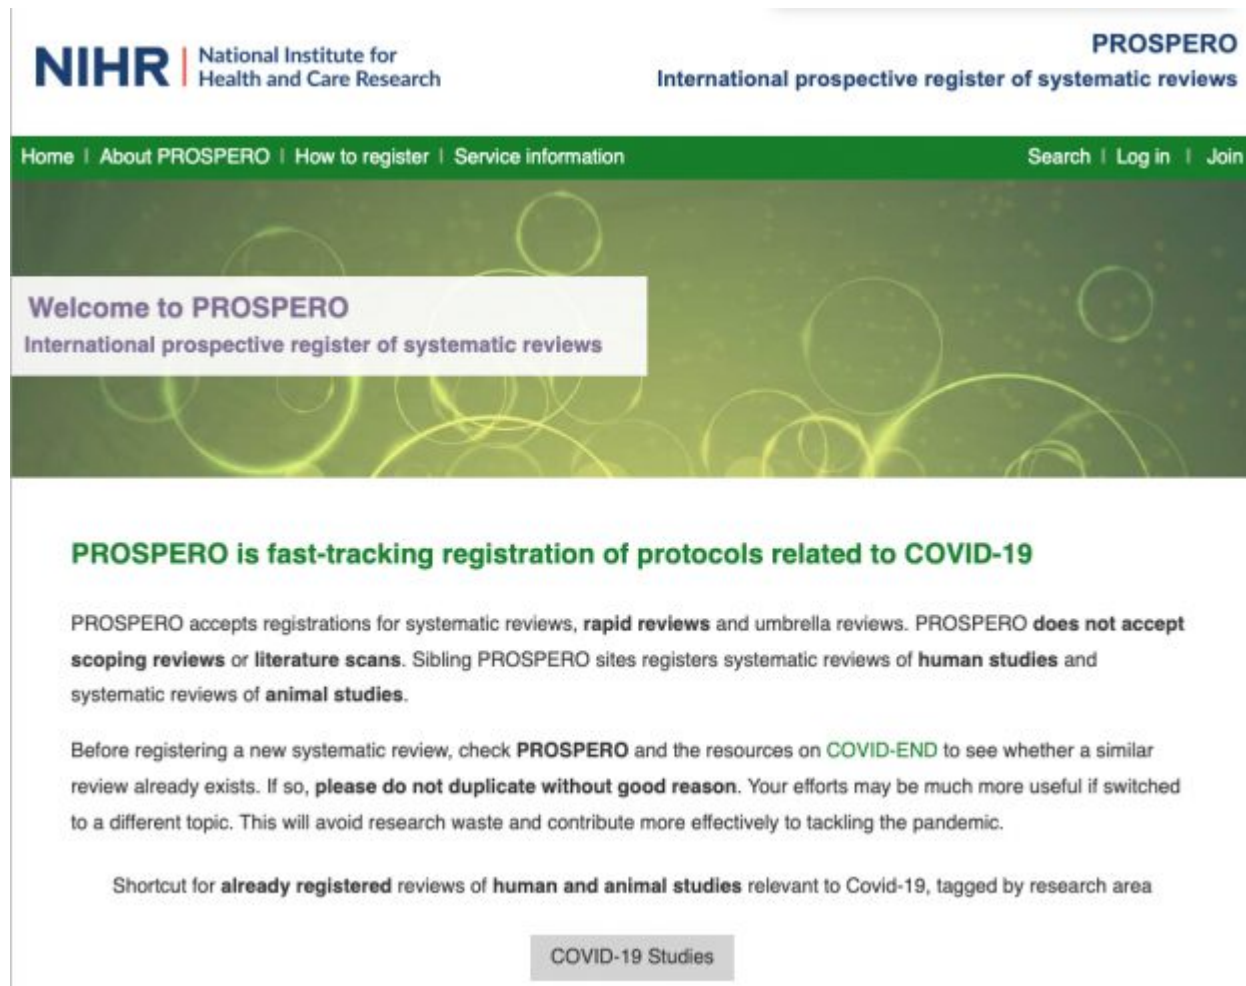 NIHR | National Institute for
Health and Care Research
PROSPERO
International prospective register of systematic reviews
Home | About PROSPERO | How to register | Service information
Search | Log in | Join
Welcome to PROSPERO
International prospective register of systematic reviews
PROSPERO is fast-tracking registration of protocols related to COVID-19
PROSPERO accepts registrations for systematic reviews, rapid reviews and umbrella reviews. PROSPERO does not accept
scoping reviews or literature scans. Sibling PROSPERO sites registers systematic reviews of human studies and
systematic reviews of animal studies.
Before registering a new systematic review, check PROSPERO and the resources on COVID-END to see whether a similar
review already exists. If so, please do not duplicate without good reason. Your efforts may be much more useful if switched
to a different topic. This will avoid research waste and contribute more effectively to tackling the pandemic.
Shortcut for already registered reviews of human and animal studies relevant to Covid-19, tagged by research area
COVID-19 Studies